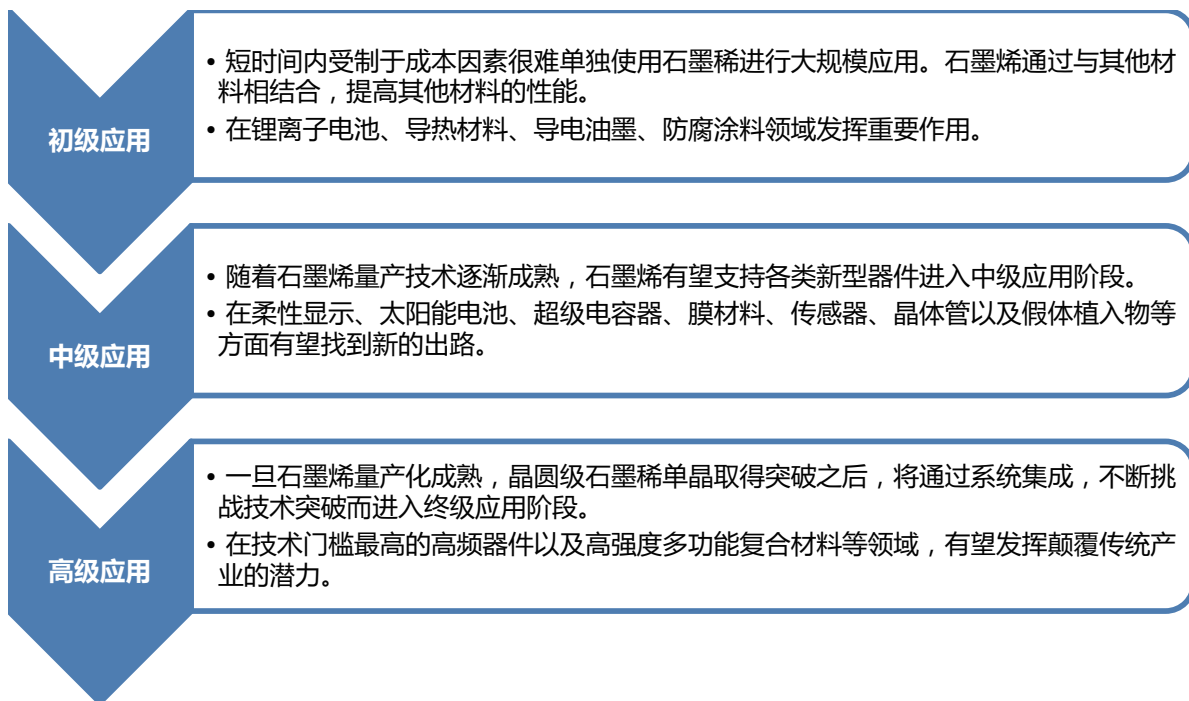 初级应用
• 短时间内受制于成本因素很难单独使用石墨稀进行大规模应用。石墨烯通过与其他材
料相结合，提高其他材料的性能。
• 在锂离子电池、导热材料、导电油墨、防腐涂料领域发挥重要作用。
中级应用
• 随着石墨烯量产技术逐渐成熟，石墨烯有望支持各类新型器件进入中级应用阶段。
• 在柔性显示、太阳能电池、超级电容器、膜材料、传感器、晶体管以及假体植入物等
方面有望找到新的出路。
高级应用
• 一旦石墨烯量产化成熟，晶圆级石墨稀单晶取得突破之后，将通过系统集成，不断挑
战技术突破而进入终级应用阶段。
• 在技术门槛最高的高频器件以及高强度多功能复合材料等领域，有望发挥颠覆传统产
业的潜力。